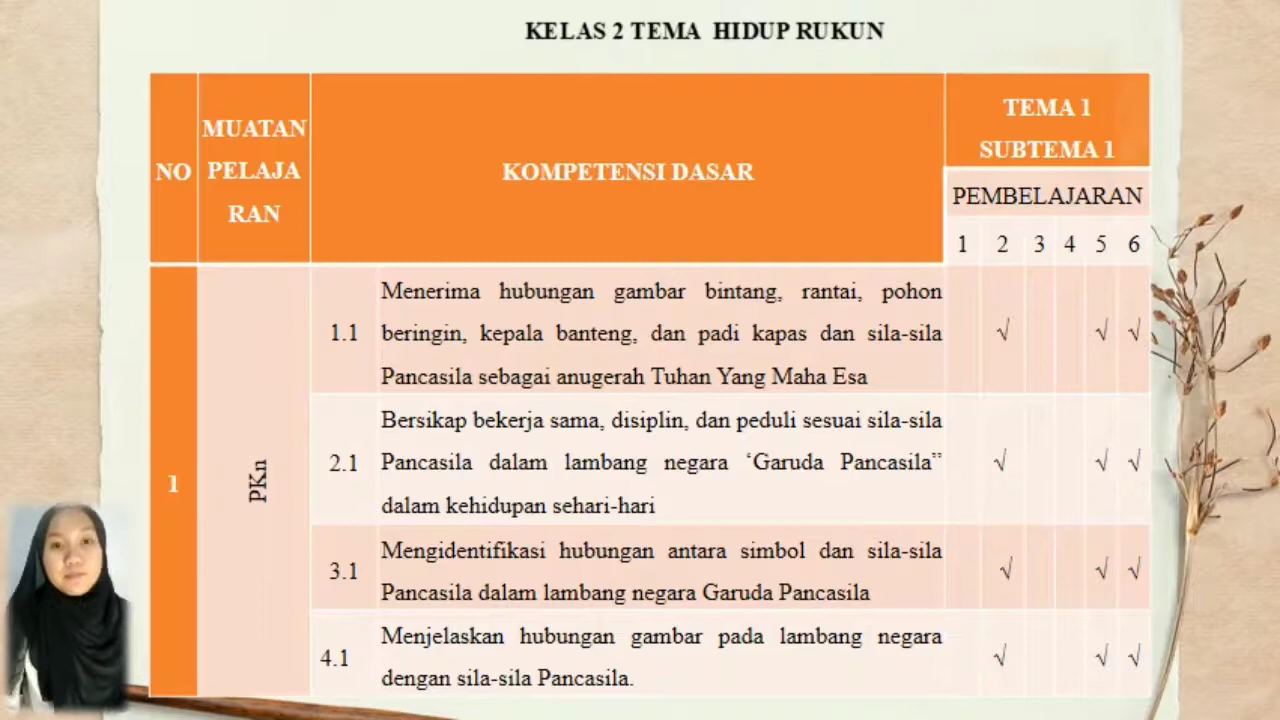 KELAS 2 TEMA HIDUP RUKUN
NO
MUATAN
PELAJA
RAN
KOMPETENSI DASAR
TEMA 1
SUBTEMA 1
PEMBELAJARAN
1 2 3 4 5 6
1
PKn
1.1
Menerima hubungan gambar bintang, rantai, pohon
beringin, kepala banteng, dan padi kapas dan sila-sila
Pancasila sebagai anugerah Tuhan Yang Maha Esa
√ √ √
2.1
Bersikap bekerja sama, disiplin, dan peduli sesuai sila-sila
Pancasila dalam lambang negara ‘Garuda Pancasila”
dalam kehidupan sehari-hari
√ √ √
3.1
Mengidentifikasi hubungan antara simbol dan sila-sila
Pancasila dalam lambang negara Garuda Pancasila
√ √ √
4.1
Menjelaskan hubungan gambar pada lambang negara
dengan sila-sila Pancasila.
√ √ √